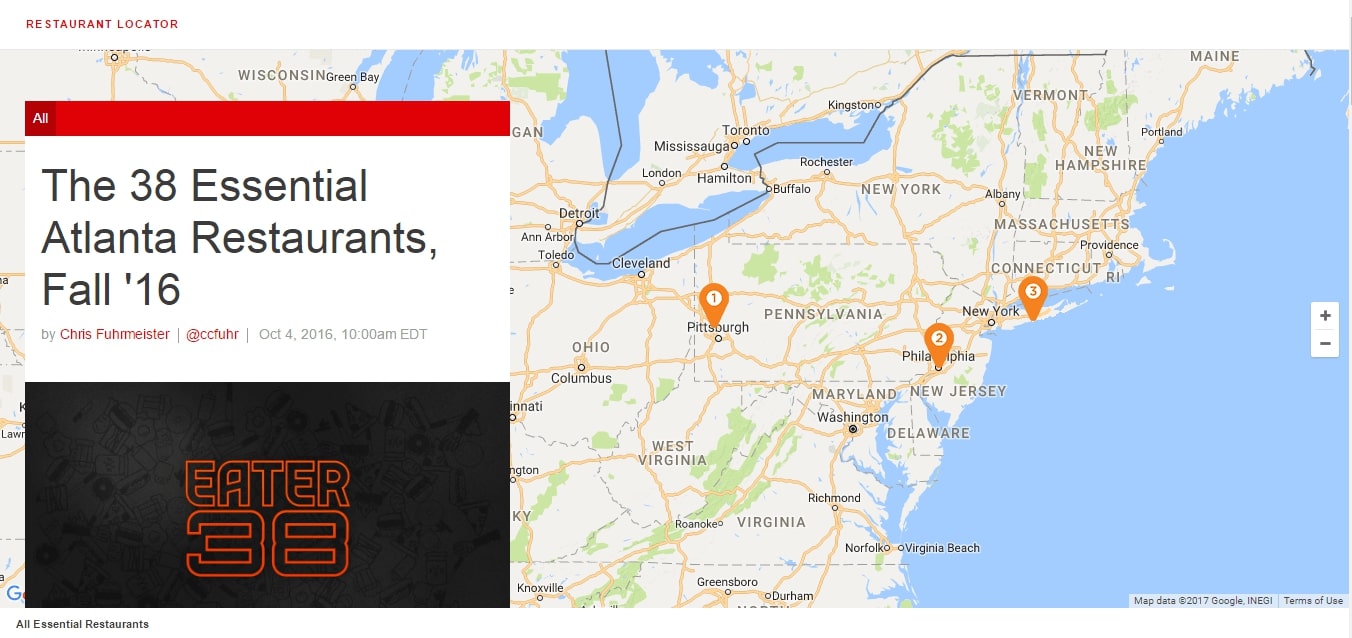 RESTAURANT LOCATOR
WISCONSIN
Green Bay
MAINE
All
The 38 Essential
Atlanta Restaurants,
Fall '16
by Chris Fuhrmeister | @ccfuhr | Oct 4, 2016, 10:00am EDT
EATER
38
VERMONT
Kingston
Toronto
Mississauga
Portland
NEW
HAMPSHIRE
Rochester
London
Hamilton
Buffalo
NEW YORK
Albany
Detroit
MASSACHUSETTS
Ann Arbor
Providence
Toledo
Cleveland
CONNECTICUT
RI
1
3
Pittsburgh
PENNSYLVANIA
New York
2
OHIO
Philadelphia
Columbus
MARYLAND
NEW JERSEY
Washington
DELAWARE
WEST
VIRGINIA
Richmond
Roanoke
VIRGINIA
Norfolk
Virginia Beach
Greensboro
Knoxville
Durham
+
−
KY
GAN
innati
ngton
Lawr
Map data ©2017 Google, INEGI
Terms of Use
All Essential Restaurants